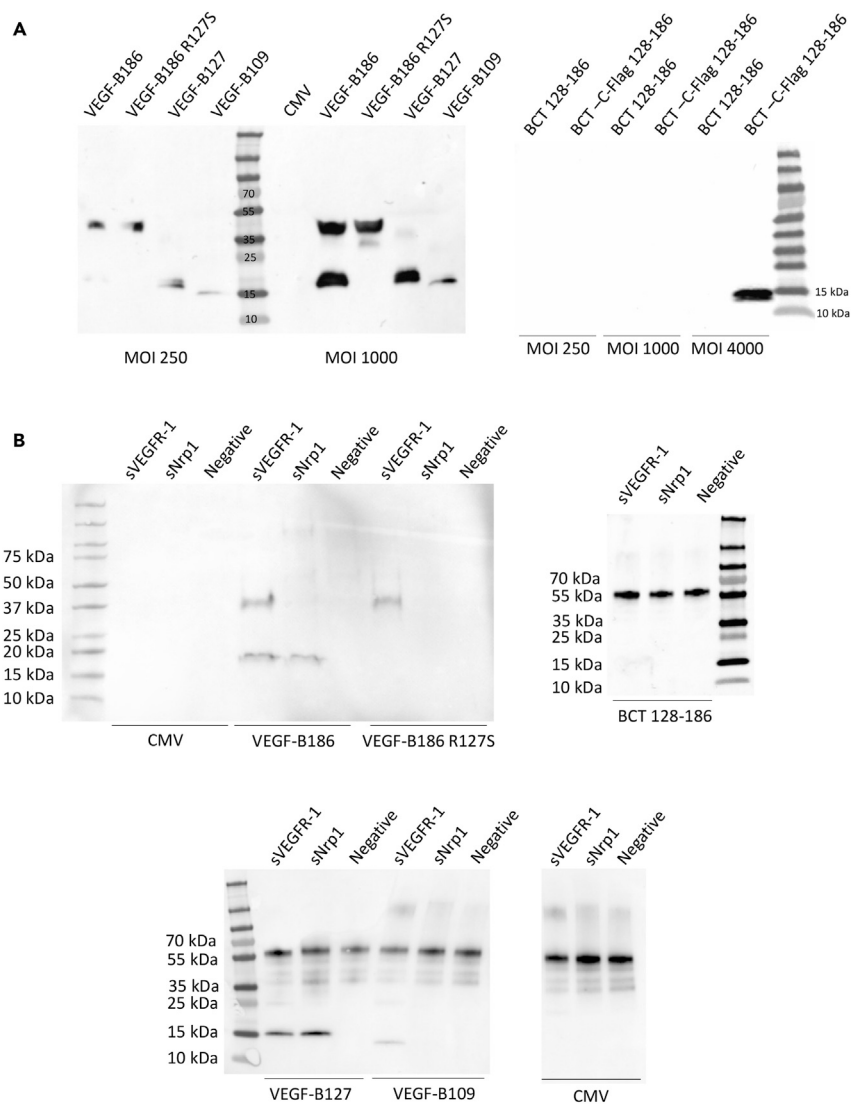 A
VEGF-B186
VEGF-B186 R127S
VEGF-B127
VEGF-B109
CMV
VEGF-B186
VEGF-B186 R127S
VEGF-B127
VEGF-B109
BCT 128-186
BCT –C-Flag 128-186
BCT 128-186
BCT –C-Flag 128-186
BCT 128-186
BCT –C-Flag 128-186
70
55
35
25
15
10
15 kDa
10 kDa
MOI 250
MOI 1000
MOI 250
MOI 1000
MOI 4000
B
sVEGFR-1
sNrp1
Negative
sVEGFR-1
sNrp1
Negative
sVEGFR-1
sNrp1
Negative
75 kDa
50 kDa
37 kDa
25 kDa
20 kDa
15 kDa
10 kDa
CMV
VEGF-B186
VEGF-B186 R127S
sVEGFR-1
sNrp1
Negative
70 kDa
55 kDa
35 kDa
25 kDa
15 kDa
10 kDa
BCT 128-186
sVEGFR-1
sNrp1
Negative
sVEGFR-1
sNrp1
Negative
70 kDa
55 kDa
35 kDa
25 kDa
15 kDa
10 kDa
VEGF-B127
VEGF-B109
sVEGFR-1
sNrp1
Negative
CMV